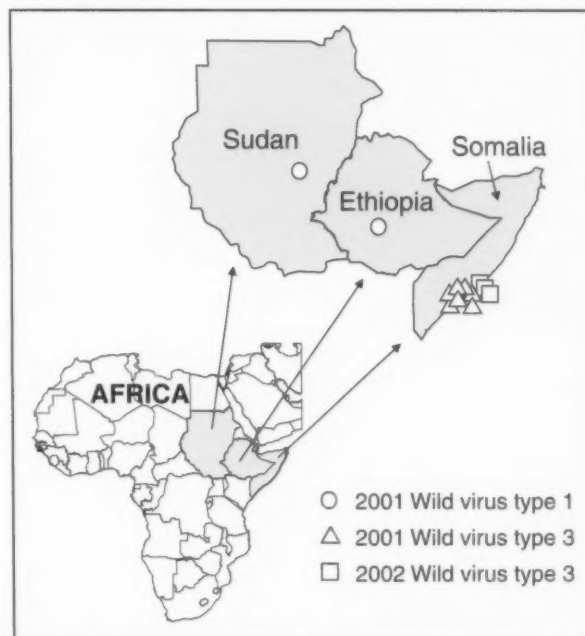 Sudan
Somalia
Ethiopia
AFRICA
2001 Wild virus type 1
2001 Wild virus type 3
2002 Wild virus type 3